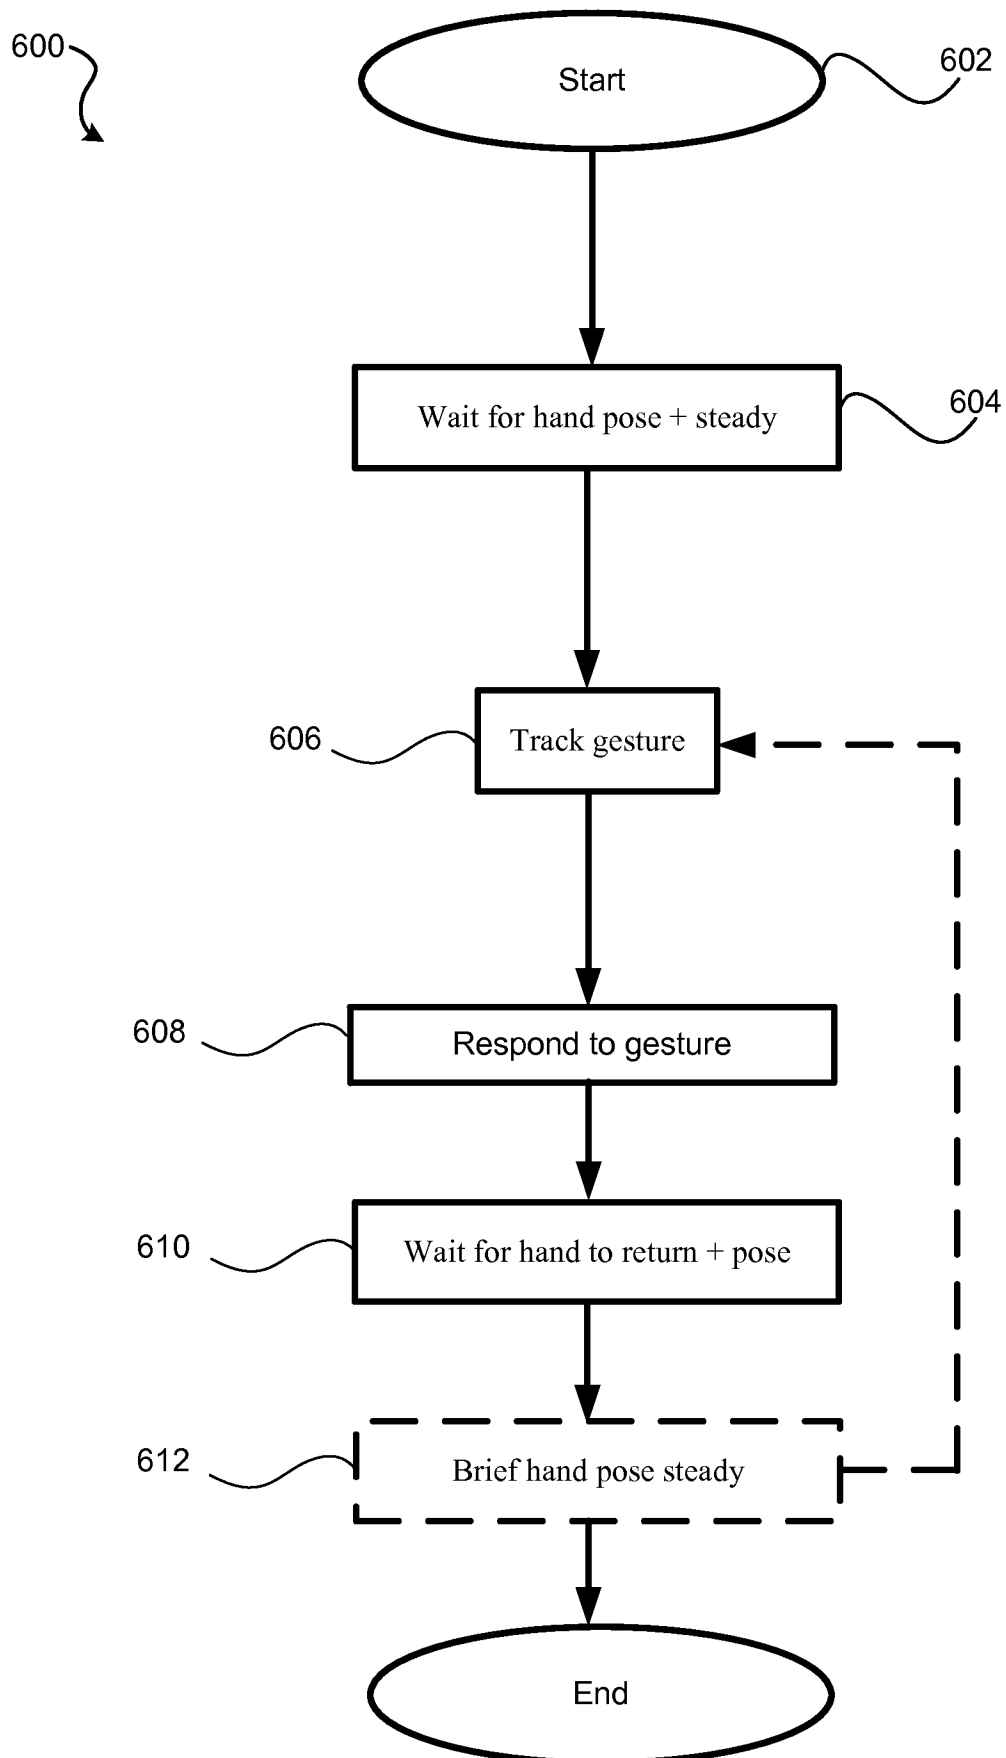 600
Start
602
Wait for hand pose + steady
604
606
Track gesture
608
Respond to gesture
610
Wait for hand to return + pose
612
Brief hand pose steady
End